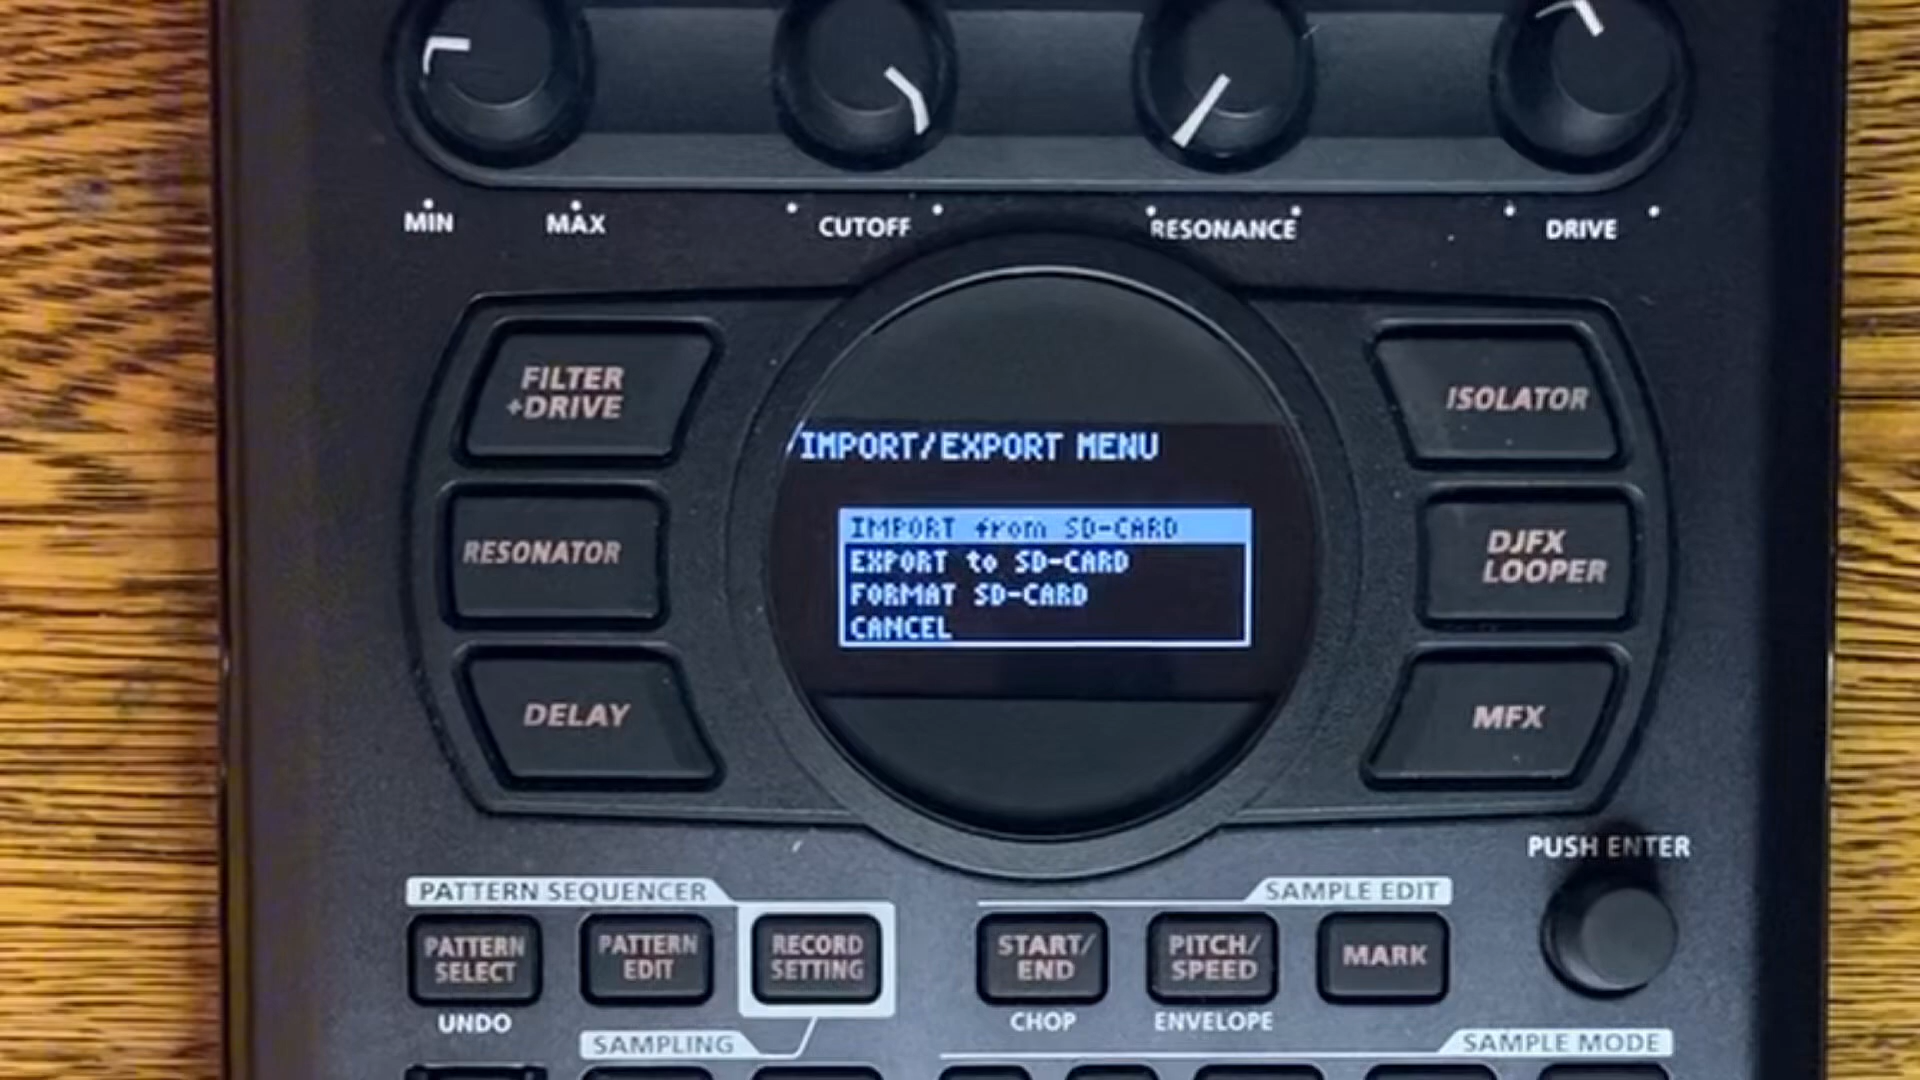 MIN MAX CUTOFF RESONANCE DRIVE
FILTER
+DRIVE
ISOLATOR
RESONATOR
DJFX
LOOPER
DELAY
MFX
IMPORT/EXPORT MENU
IMPORT from SD-CARD
EXPORT to SD-CARD
FORMAT SD-CARD
CANCEL
PUSH ENTER
PATTERN SEQUENCER
SAMPLE EDIT
PATTERN
SELECT
PATTERN
EDIT
RECORD
SETTING
START/
END
PITCH/
SPEED
MARK
UNDO
CHOP
ENVELOPE
SAMPLING
SAMPLE MODE